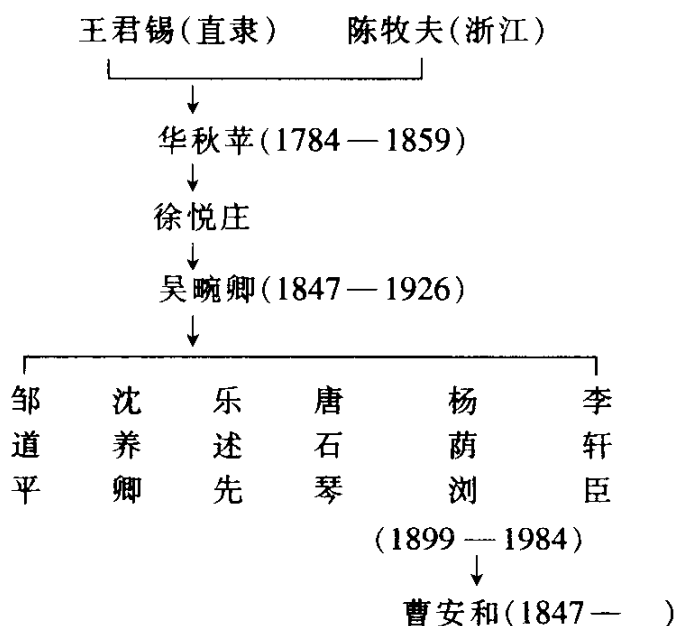 王君锡(直隶) 陈牧夫(浙江)
华秋苹(1784—1859)
徐悦庄
吴畹卿(1847—1926)
邹道平 沈养卿 乐述先 唐石琴 杨荫浏 李轩臣
(1899—1984)
曹安和(1847— )